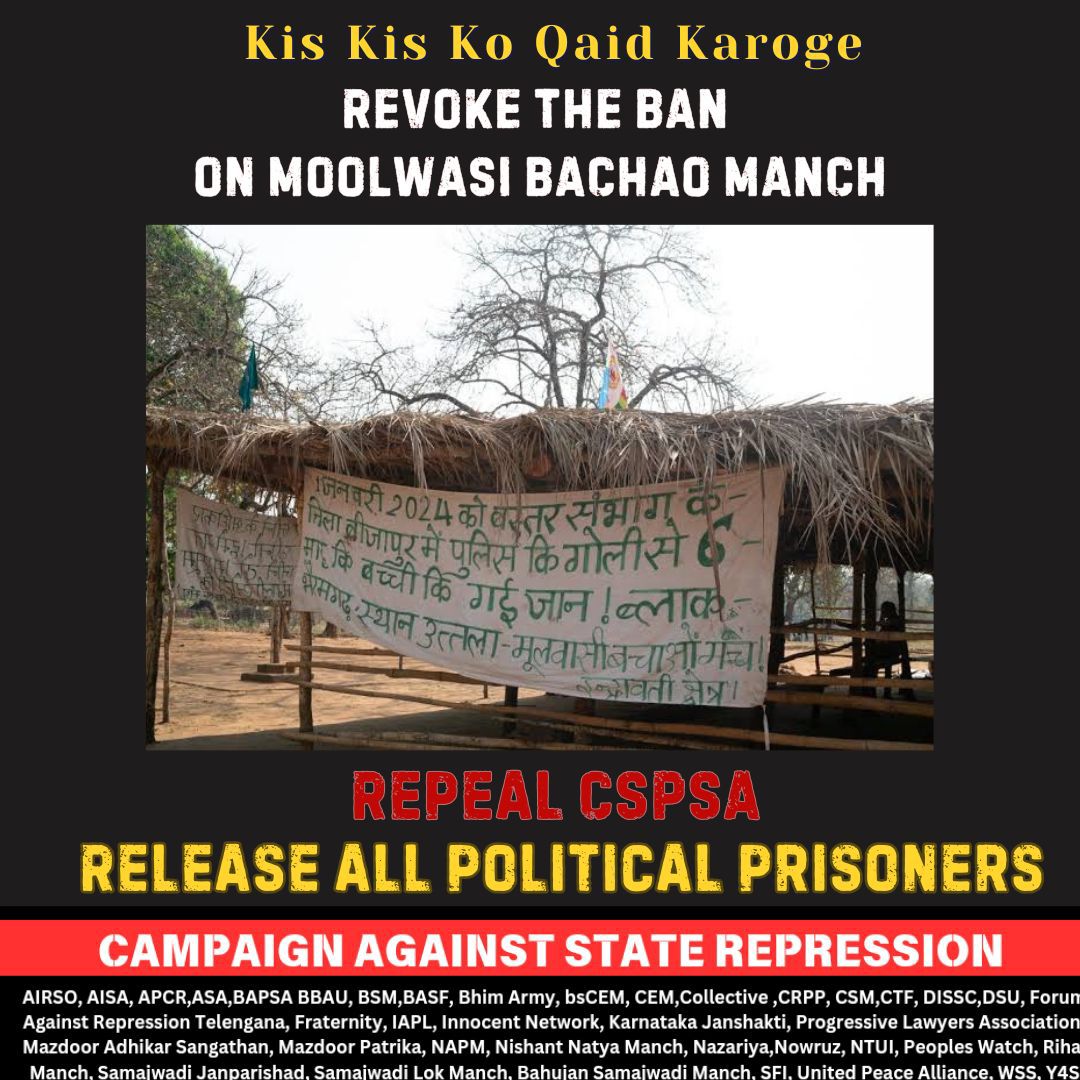 Kis Kis Ko Qaid Karoge
REVOKE THE BAN
ON MOOLWASI BACHAO MANCH
1 जनवरी 2024 को बस्तर संभाग के-
जिला बीजापुर में पुलिस कि गोली से 6-
माह कि बच्ची कि गई जान! ब्लाक-
भैरमगढ़, स्थान उत्तला-मूलवासी बचाओ मंच!
इन्द्रावती क्षेत्र"।
REPEAL CSPSA
RELEASE ALL POLITICAL PRISONERS
CAMPAIGN AGAINST STATE REPRESSION
AIRSO, AISA, APCR,ASA,BAPSA BBAU, BSM,BASF, Bhim Army, bsCEM, CEM,Collective ,CRPP, CSM,CTF, DISSC,DSU, Forum
Against Repression Telengana, Fraternity, IAPL, Innocent Network, Karnataka Janshakti, Progressive Lawyers Association
Mazdoor Adhikar Sangathan, Mazdoor Patrika, NAPM, Nishant Natya Manch, Nazariya,Nowruz, NTUI, Peoples Watch, Riha
Manch, Samajwadi Janparishad, Samajwadi Lok Manch, Bahujan Samajwadi Manch, SFI, United Peace Alliance, WSS, Y4S